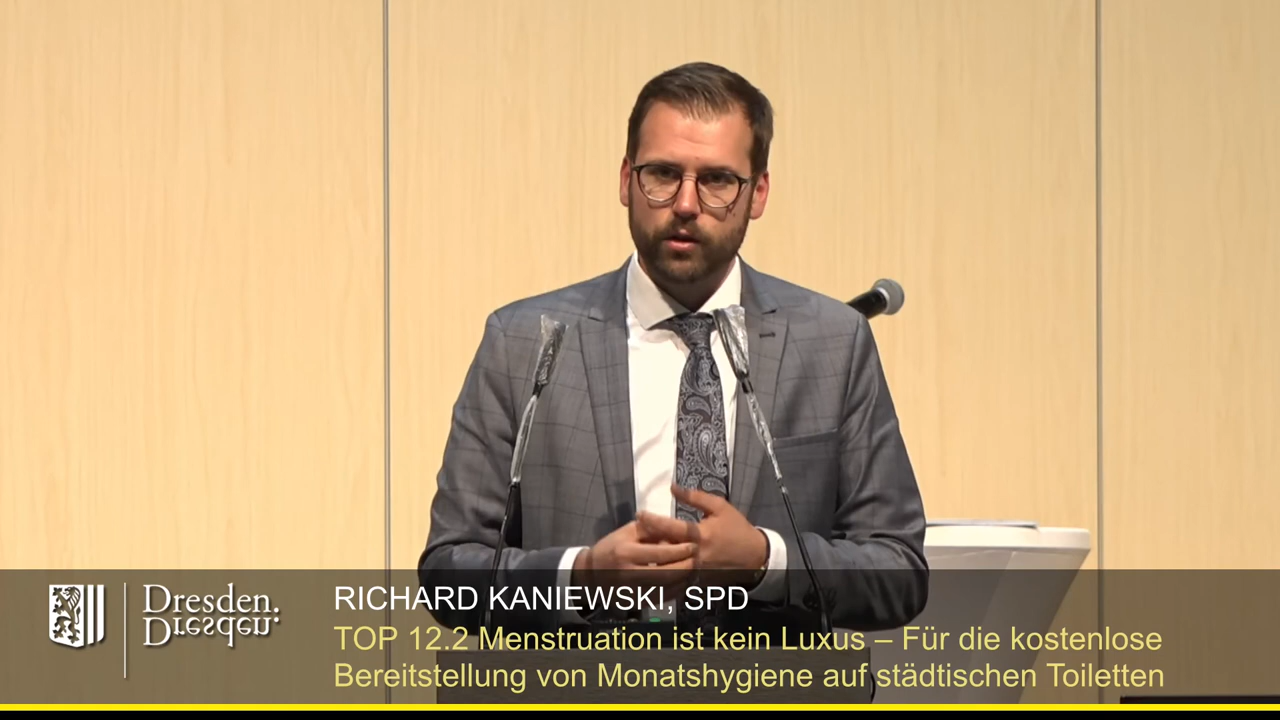 Dresden.
Dresden.
RICHARD KANIEWSKI, SPD
TOP 12.2 Menstruation ist kein Luxus – Für die kostenlose
Bereitstellung von Monatshygiene auf städtischen Toiletten